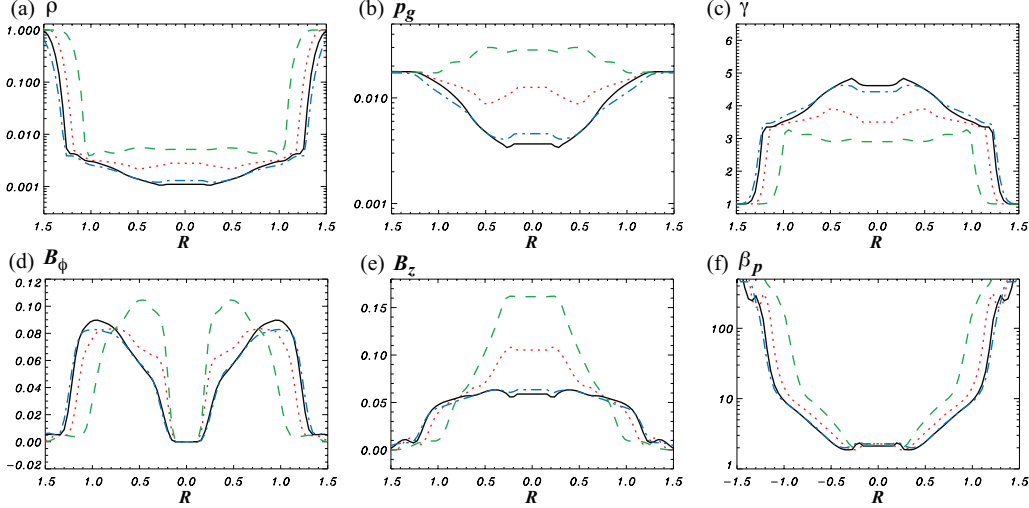 (a) ρ
(b) p_g
(c) γ
1.000
0.100
0.010
0.001
1.5 1.0 0.5 0.0 0.5 1.0 1.5
R
0.010
0.001
1.5 1.0 0.5 0.0 0.5 1.0 1.5
R
6
5
4
3
2
1
1.5 1.0 0.5 0.0 0.5 1.0 1.5
R
(d) B_ϕ
(e) B_z
(f) β_p
0.12
0.10
0.08
0.06
0.04
0.02
0.00
−0.02
1.5 1.0 0.5 0.0 0.5 1.0 1.5
R
0.15
0.10
0.05
0.00
1.5 1.0 0.5 0.0 0.5 1.0 1.5
R
100
10
1
−1.5 −1.0 −0.5 0.0 0.5 1.0 1.5
R